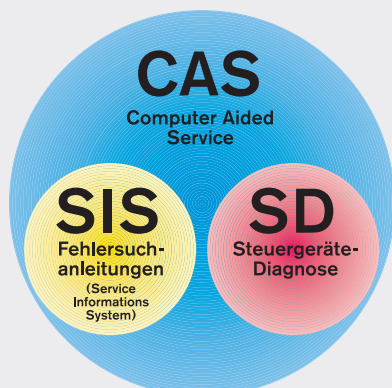 CAS
Computer Aided
Service
SIS
Fehlersuch-
anleitungen
(Service
Informations
System)
SD
Steuergeräte-
Diagnose